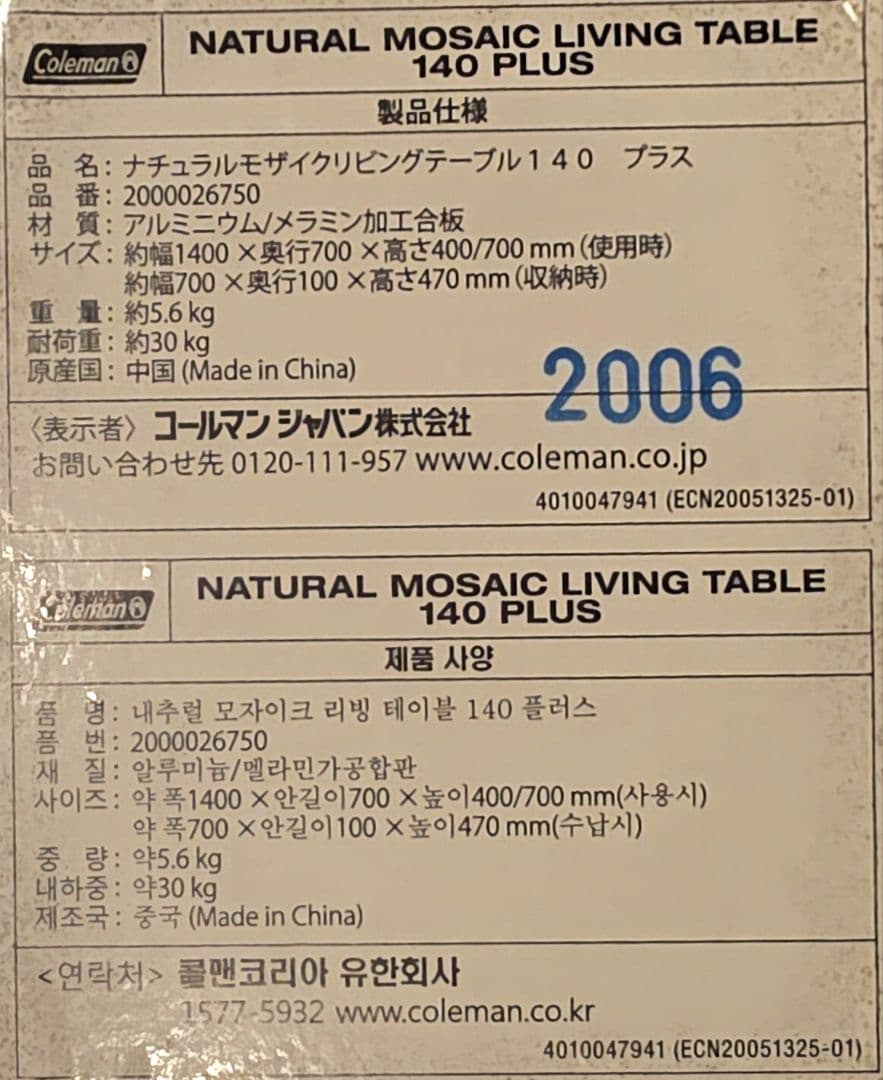 Coleman
NATURAL MOSAIC LIVING TABLE
140 PLUS
製品仕様
品 名：ナチュラルモザイクリビングテーブル１４０　プラス
品 番：2000026750
材 質：アルミニウム/メラミン加工合板
サイズ：約幅1400×奥行700×高さ400/700 mm（使用時）
約幅700×奥行100×高さ470 mm（収納時）
重 量：約5.6 kg
耐荷重：約30 kg
原産国：中国 (Made in China)
2006
〈表示者〉コールマン ジャパン株式会社
お問い合わせ先 0120-111-957 www.coleman.co.jp
4010047941 (ECN20051325-01)
Coleman
NATURAL MOSAIC LIVING TABLE
140 PLUS
제품 사양
품 명: 내추럴 모자이크 리빙 테이블 140 플러스
품 번: 2000026750
재 질: 알루미늄/멜라민가공합판
사이즈: 약 폭1400×안길이700×높이400/700 mm(사용시)
약 폭700×안길이100×높이470 mm(수납시)
중 량: 약5.6 kg
내하중: 약30 kg
제조국: 중국 (Made in China)
<연락처> 콜맨코리아 유한회사
1577-5932 www.coleman.co.kr
4010047941 (ECN20051325-01)